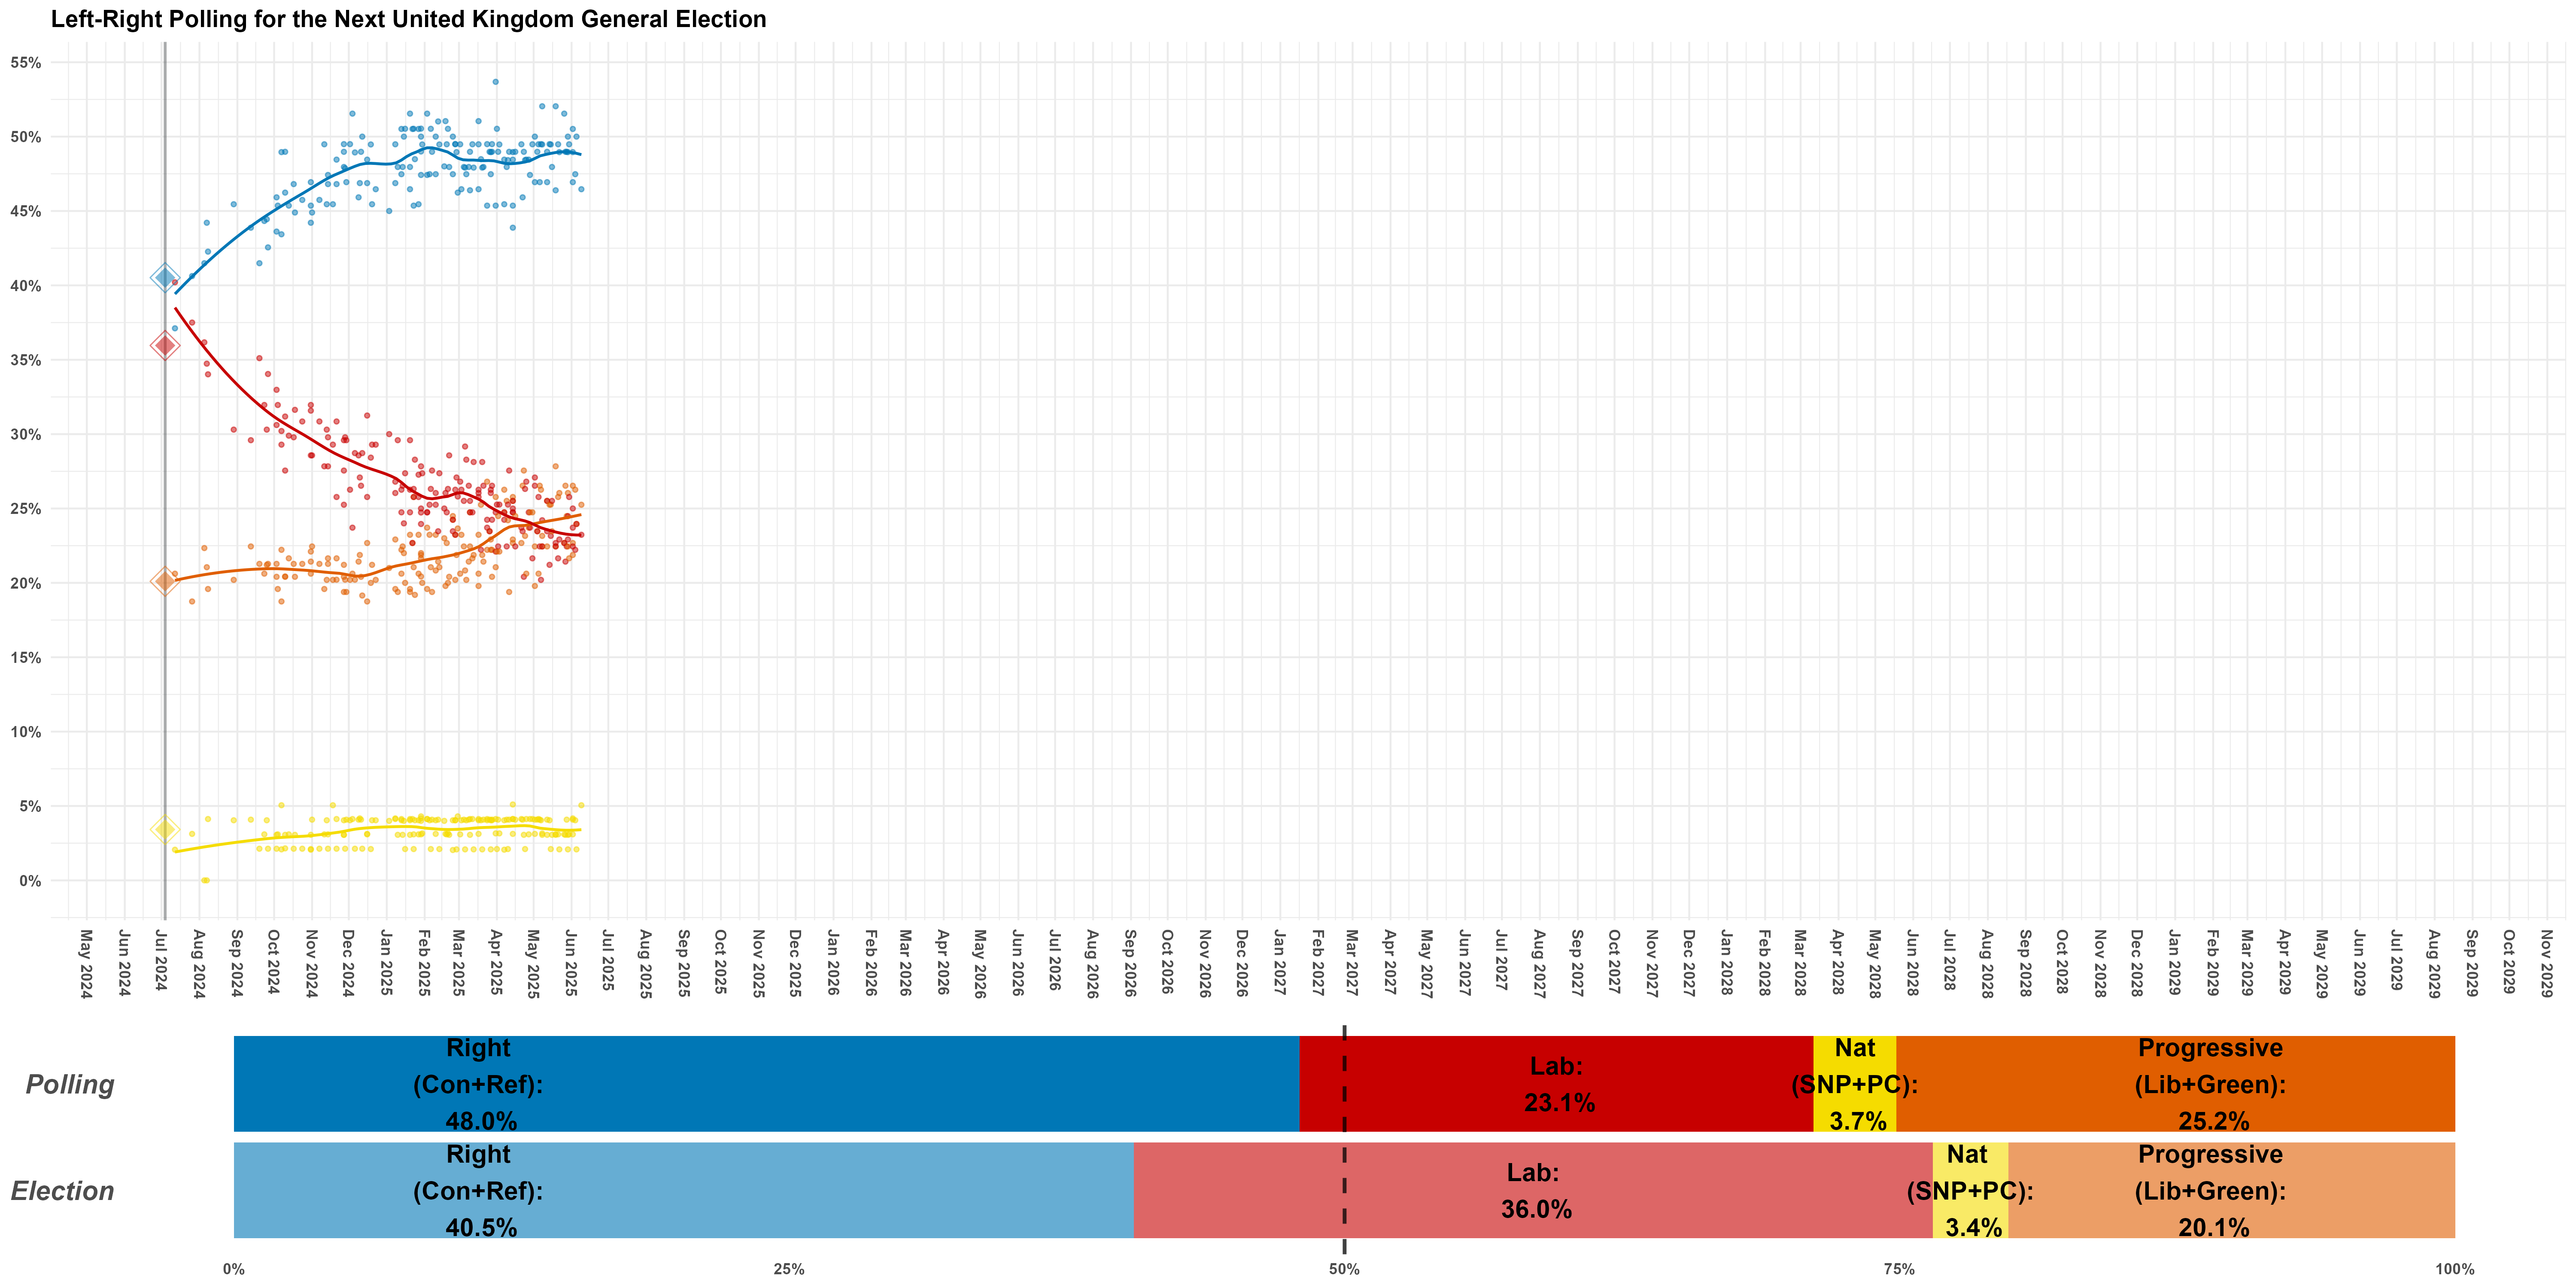 Left-Right Polling for the Next United Kingdom General Election
55%
50%
45%
40%
35%
30%
25%
20%
15%
10%
5%
0%
May 2024
Jun 2024
Jul 2024
Aug 2024
Sep 2024
Oct 2024
Nov 2024
Dec 2024
Jan 2025
Feb 2025
Mar 2025
Apr 2025
May 2025
Jun 2025
Jul 2025
Aug 2025
Sep 2025
Oct 2025
Nov 2025
Dec 2025
Jan 2026
Feb 2026
Mar 2026
Apr 2026
May 2026
Jun 2026
Jul 2026
Aug 2026
Sep 2026
Oct 2026
Nov 2026
Dec 2026
Jan 2027
Feb 2027
Mar 2027
Apr 2027
May 2027
Jun 2027
Jul 2027
Aug 2027
Sep 2027
Oct 2027
Nov 2027
Dec 2027
Jan 2028
Feb 2028
Mar 2028
Apr 2028
May 2028
Jun 2028
Jul 2028
Aug 2028
Sep 2028
Oct 2028
Nov 2028
Dec 2028
Jan 2029
Feb 2029
Mar 2029
Apr 2029
May 2029
Jun 2029
Jul 2029
Aug 2029
Sep 2029
Oct 2029
Nov 2029
Polling
Right
(Con+Ref):
48.0%
Lab:
23.1%
Nat
(SNP+PC):
3.7%
Progressive
(Lib+Green):
25.2%
Election
Right
(Con+Ref):
40.5%
Lab:
36.0%
Nat
(SNP+PC):
3.4%
Progressive
(Lib+Green):
20.1%
0%
25%
50%
75%
100%